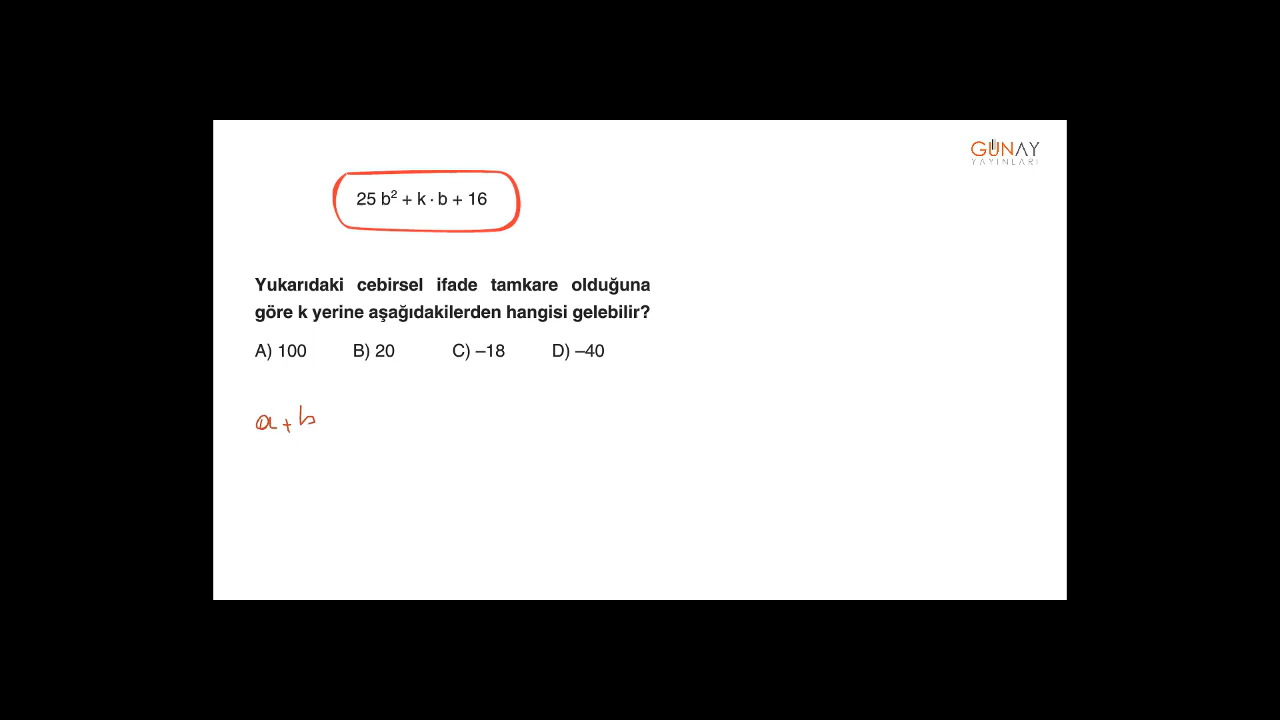 GÜNAY
YAYINLARI
25 b² + k · b + 16
Yukarıdaki cebirsel ifade tamkare olduğuna
göre k yerine aşağıdakilerden hangisi gelebilir?
A) 100 B) 20 C) –18 D) –40
a + b